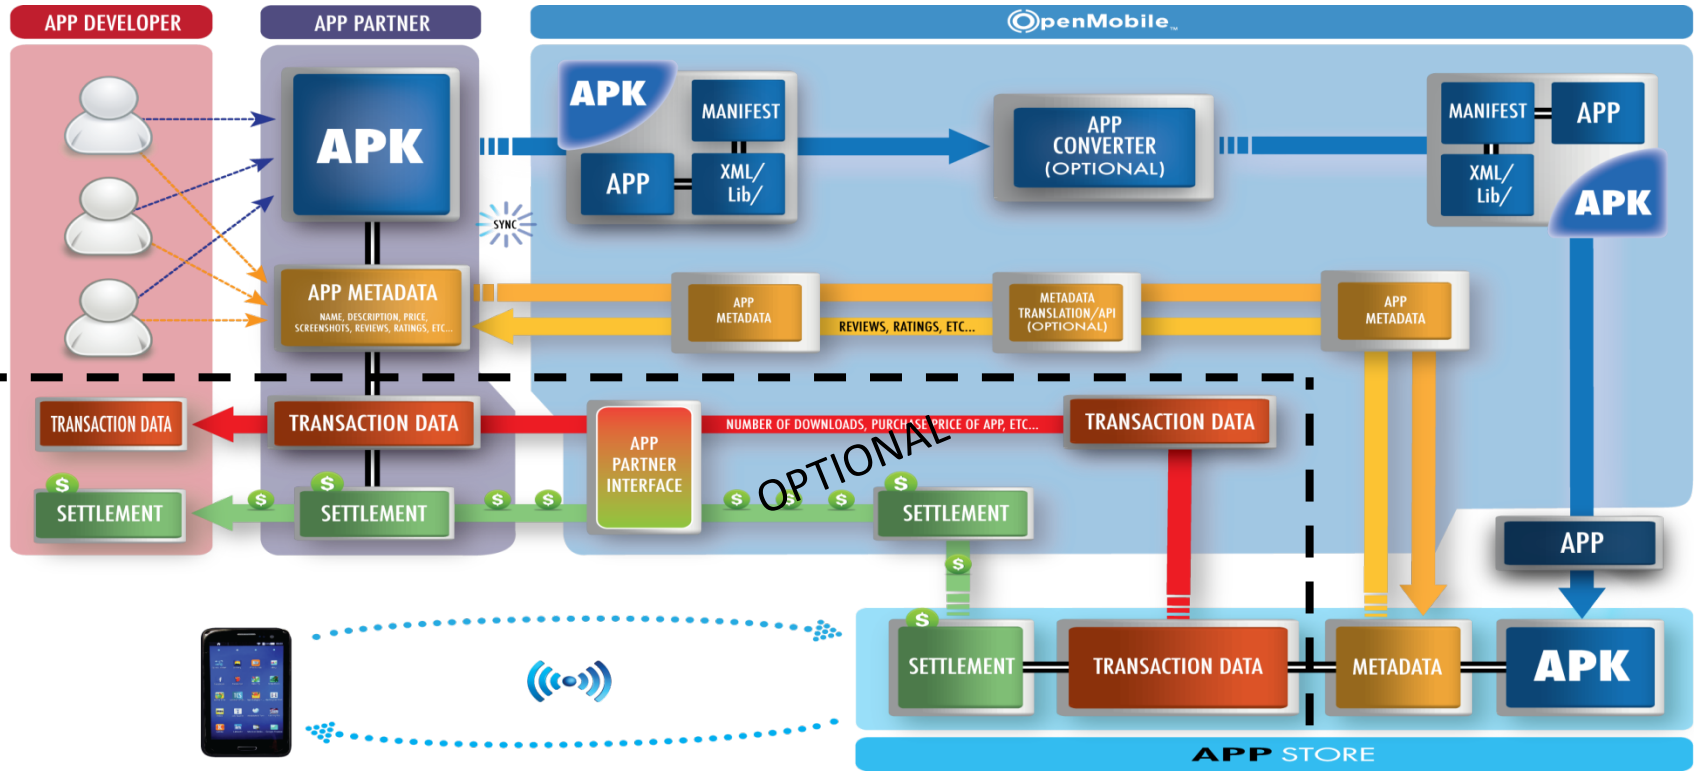 APP DEVELOPER
APP PARTNER
OpenMobile™
APK
APK
MANIFEST
APP
XML/
Lib/
APP
CONVERTER
(OPTIONAL)
MANIFEST
APP
XML/
Lib/
APK
SYNC
APP METADATA
NAME, DESCRIPTION, PRICE,
SCREENSHOTS, REVIEWS, RATINGS, ETC...
APP
METADATA
REVIEWS, RATINGS, ETC...
METADATA
TRANSLATION/API
(OPTIONAL)
APP
METADATA
TRANSACTION DATA
TRANSACTION DATA
APP
PARTNER
INTERFACE
NUMBER OF DOWNLOADS, PURCHASE PRICE OF APP, ETC...
TRANSACTION DATA
OPTIONAL
$
SETTLEMENT
$
$
SETTLEMENT
$
$
$
$
$
$
SETTLEMENT
APP
$
$
SETTLEMENT
TRANSACTION DATA
METADATA
APK
APP STORE